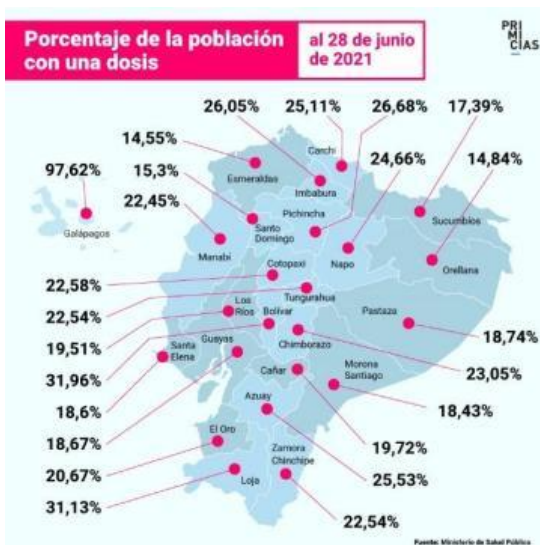 Porcentaje de la población
con una dosis
al 28 de junio
de 2021
PRI
MI
CIAS
26,05%
25,11%
26,68%
17,39%
14,55%
Carchi
24,66%
14,84%
97,62%
15,3%
Esmeraldas
Imbabura
22,45%
Pichincha
Sucumbíos
Galápagos
Santo
Domingo
Manabí
Napo
Orellana
Cotopaxi
22,58%
Tungurahua
22,54%
Los
Ríos
Bolívar
Pastaza
19,51%
18,74%
Guayas
Chimborazo
31,96%
Santa
Elena
23,05%
Cañar
Morona
Santiago
18,6%
18,43%
Azuay
18,67%
El Oro
19,72%
20,67%
Zamora
Chinchipe
25,53%
Loja
31,13%
22,54%
Fuente: Ministerio de Salud Pública